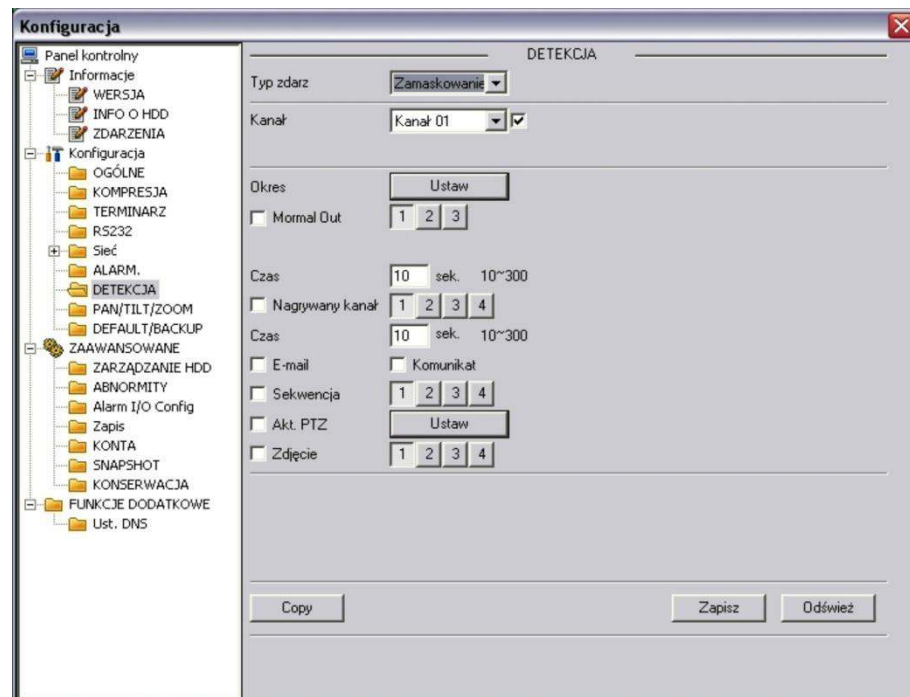 Konfiguracja
Panel kontrolny
Informacje
WERSJA
INFO O HDD
ZDARZENIA
Konfiguracja
OGÓLNE
KOMPRESJA
TERMINARZ
RS232
Sieć
ALARM.
DETEKCJA
PAN/TILT/ZOOM
DEFAULT/BACKUP
ZAAWANSOWANE
ZARZĄDZANIE HDD
ABNORMITY
Alarm I/O Config
Zapis
KONTA
SNAPSHOT
KONSERWACJA
FUNKCJE DODATKOWE
Ust. DNS
DETEKCJA
Typ zdarz Zamaskowanie
Kanał Kanał 01
Okres Ustaw
Mormal Out 1 2 3
Czas 10 sek. 10~300
Nagrywany kanał 1 2 3 4
Czas 10 sek. 10~300
E-mail Komunikat
Sekwencja 1 2 3 4
Akt. PTZ Ustaw
Zdjęcie 1 2 3 4
Copy Zapisz Odśwież